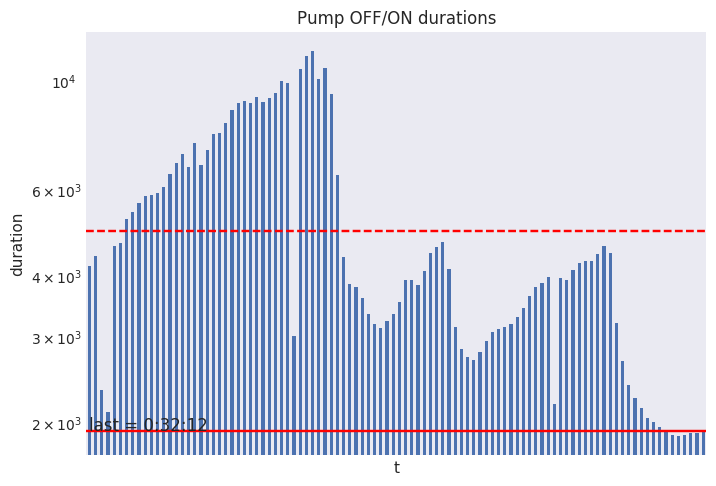 Pump OFF/ON durations
10⁴
6 × 10³
4 × 10³
3 × 10³
2 × 10³
duration
last = 0:32:12
t